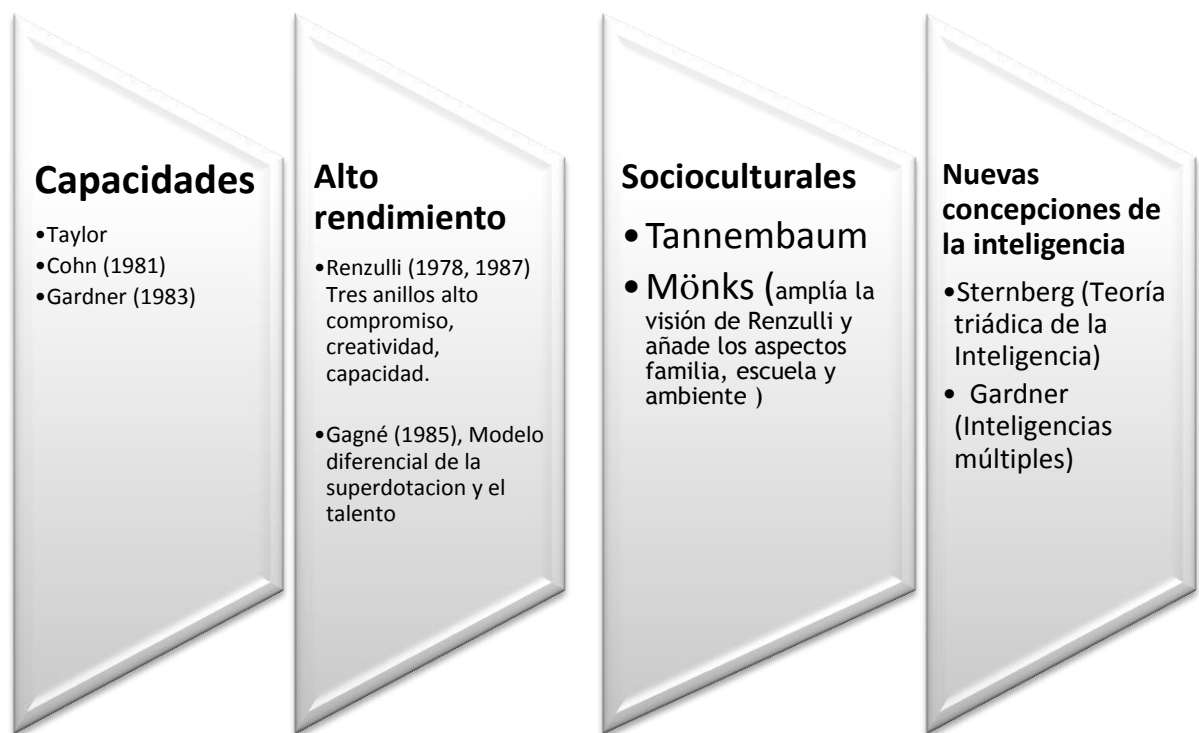 Capacidades
•Taylor
•Cohn (1981)
•Gardner (1983)
Alto
rendimiento
•Renzulli (1978, 1987)
Tres anillos alto
compromiso,
creatividad,
capacidad.
•Gagné (1985), Modelo
diferencial de la
superdotacion y el
talento
Socioculturales
•Tannembaum
•Mönks (amplía la
visión de Renzulli y
añade los aspectos
familia, escuela y
ambiente )
Nuevas
concepciones de
la inteligencia
•Sternberg (Teoría
triádica de la
Inteligencia)
• Gardner
(Inteligencias
múltiples)